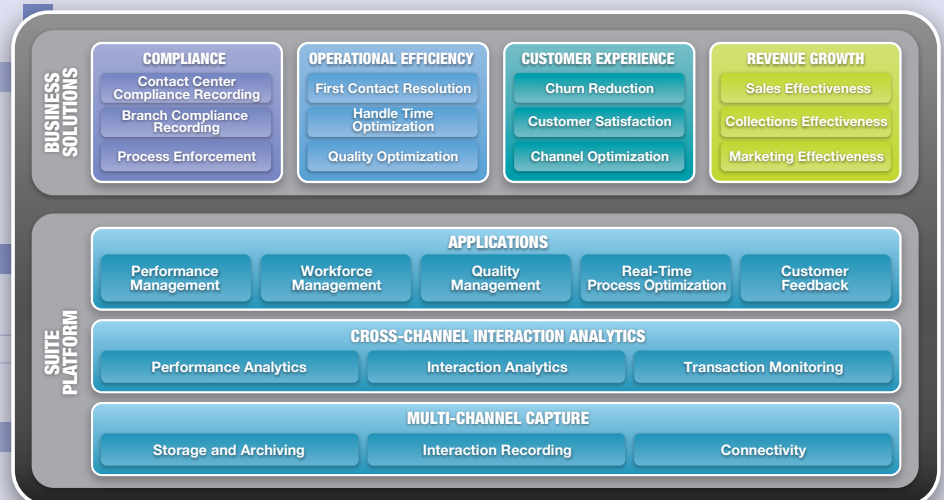 BUSINESS
SOLUTIONS
COMPLIANCE
Contact Center
Compliance Recording
Branch Compliance
Recording
Process Enforcement
OPERATIONAL EFFICIENCY
First Contact Resolution
Handle Time
Optimization
Quality Optimization
CUSTOMER EXPERIENCE
Churn Reduction
Customer Satisfaction
Channel Optimization
REVENUE GROWTH
Sales Effectiveness
Collections Effectiveness
Marketing Effectiveness
SUITE
PLATFORM
APPLICATIONS
Performance
Management
Workforce
Management
Quality
Management
Real-Time
Process Optimization
Customer
Feedback
CROSS-CHANNEL INTERACTION ANALYTICS
Performance Analytics
Interaction Analytics
Transaction Monitoring
MULTI-CHANNEL CAPTURE
Storage and Archiving
Interaction Recording
Connectivity